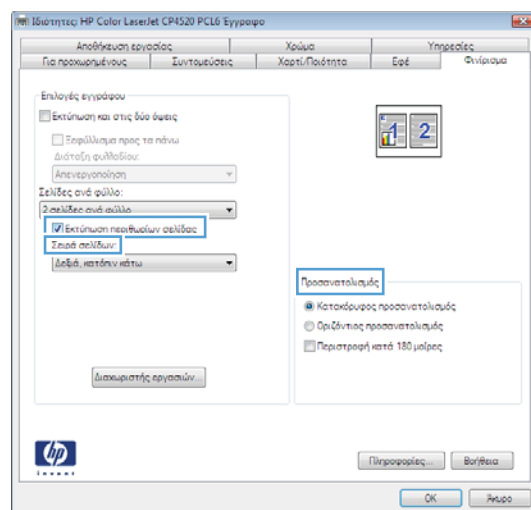 Ιδιότητες: HP Color LaserJet CP4520 PCL6 Έγγραφο
Αποθήκευση εργασίας
Χρώμα
Υπηρεσίες
Για προχωρημένους
Συντομεύσεις
Χαρτί/Ποιότητα
Εφέ
Φινίρισμα
Επιλογές εγγράφου
Εκτύπωση και στις δύο όψεις
Ξεφύλλισμα προς τα πάνω
Διάταξη φυλλαδίου:
Απενεργοποίηση
Σελίδες ανά φύλλο:
2 σελίδες ανά φύλλο
Εκτύπωση περιθωρίων σελίδας
Σειρά σελίδων:
Δεξιά, κατόπιν κάτω
1 2
Προσανατολισμός
Κατακόρυφος προσανατολισμός
Οριζόντιος προσανατολισμός
Περιστροφή κατά 180 μοίρες
Διαχωριστής εργασιών...
hp
invent
Πληροφορίες...
Βοήθεια
OK
Άκυρο